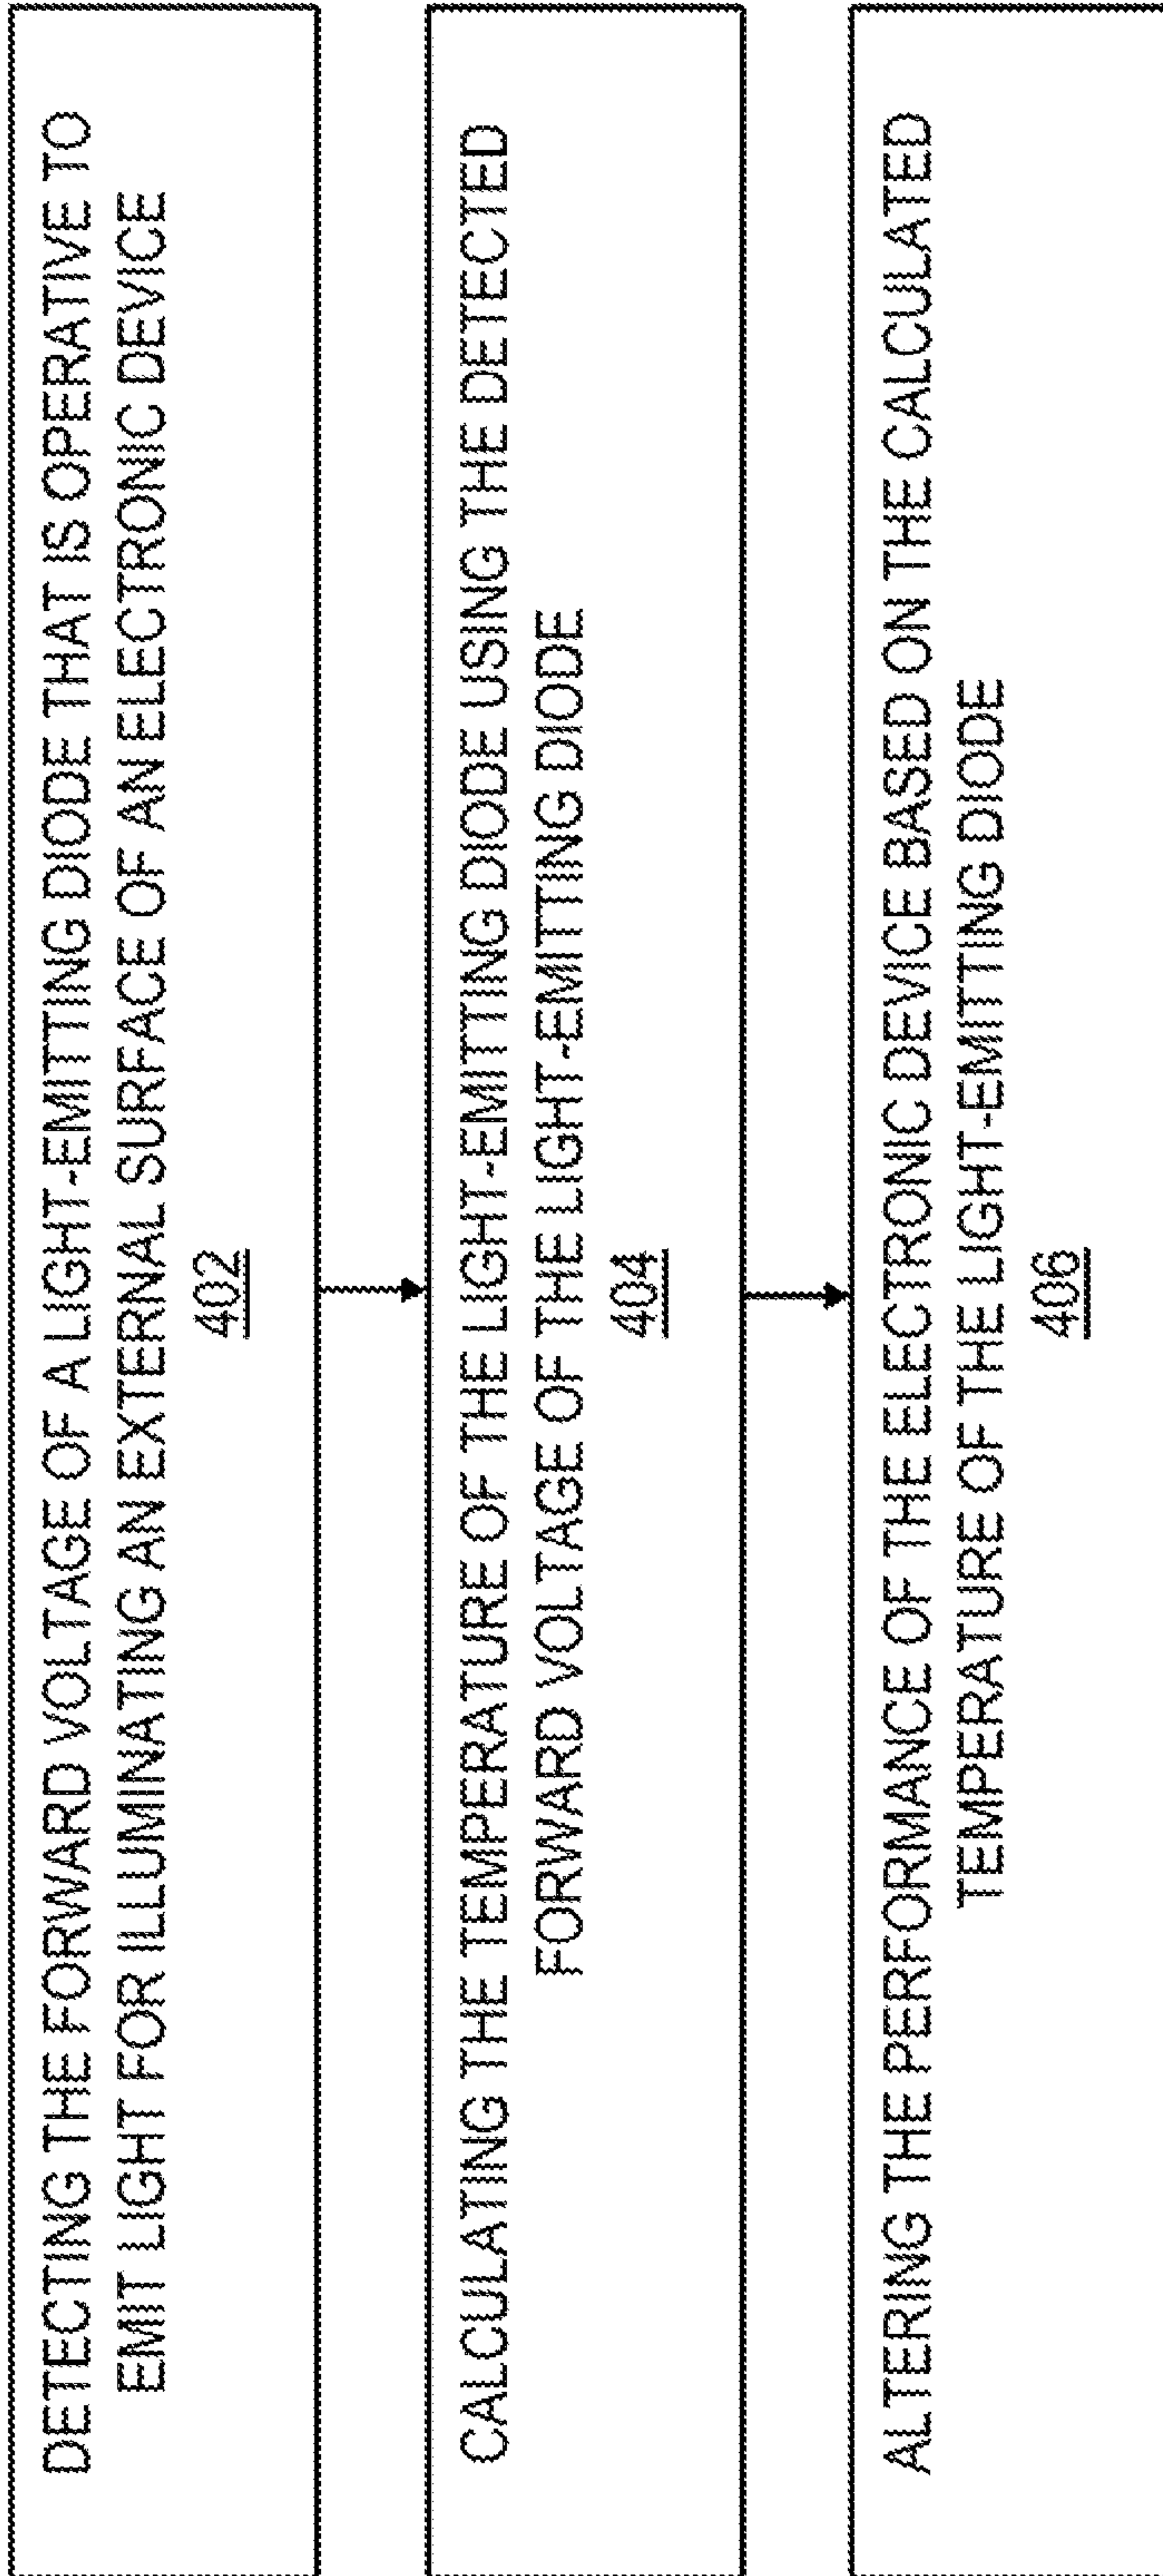 DETECTING THE FORWARD VOLTAGE OF A LIGHT-EMITTING DIODE THAT IS OPERATIVE TO
EMIT LIGHT FOR ILLUMINATING AN EXTERNAL SURFACE OF AN ELECTRONIC DEVICE
402
CALCULATING THE TEMPERATURE OF THE LIGHT-EMITTING DIODE USING THE DETECTED
FORWARD VOLTAGE OF THE LIGHT-EMITTING DIODE
404
ALTERING THE PERFORMANCE OF THE ELECTRONIC DEVICE BASED ON THE CALCULATED
TEMPERATURE OF THE LIGHT-EMITTING DIODE
406